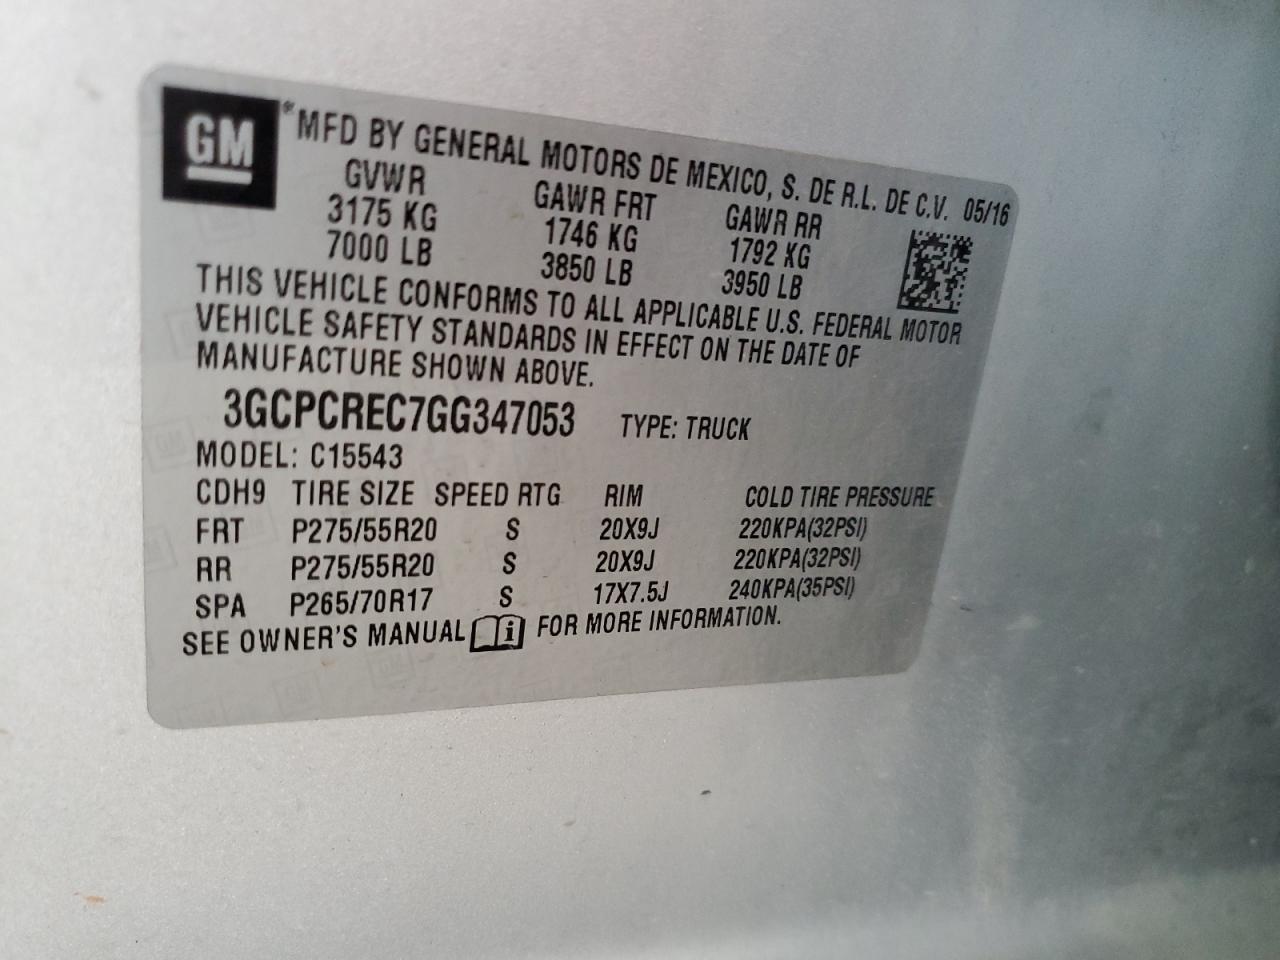 GM ® MFD BY GENERAL MOTORS DE MEXICO, S. DE R.L. DE C.V. 05/16
GVWR GAWR FRT GAWR RR
3175 KG 1746 KG 1792 KG
7000 LB 3850 LB 3950 LB
THIS VEHICLE CONFORMS TO ALL APPLICABLE U.S. FEDERAL MOTOR
VEHICLE SAFETY STANDARDS IN EFFECT ON THE DATE OF
MANUFACTURE SHOWN ABOVE.
3GCPCREC7GG347053 TYPE: TRUCK
MODEL: C15543
CDH9 TIRE SIZE SPEED RTG RIM COLD TIRE PRESSURE
FRT P275/55R20 S 20X9J 220KPA(32PSI)
RR P275/55R20 S 20X9J 220KPA(32PSI)
SPA P265/70R17 S 17X7.5J 240KPA(35PSI)
SEE OWNER'S MANUAL i FOR MORE INFORMATION.